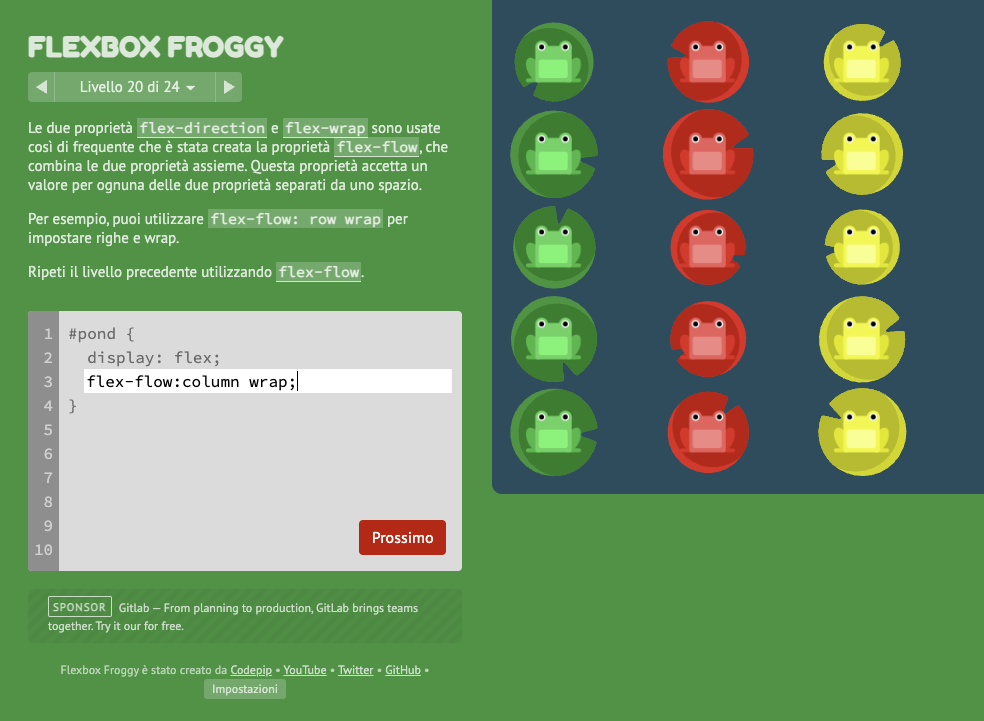 FLEXBOX FROGGY
Livello 20 di 24
Le due proprietà flex-direction e flex-wrap sono usate
così di frequente che è stata creata la proprietà flex-flow, che
combina le due proprietà assieme. Questa proprietà accetta un
valore per ognuna delle due proprietà separati da uno spazio.
Per esempio, puoi utilizzare flex-flow: row wrap per
impostare righe e wrap.
Ripeti il livello precedente utilizzando flex-flow.
1 #pond {
2 display: flex;
3 flex-flow:column wrap;
4 }
5
6
7
8
9
10
Prossimo
SPONSOR Gitlab — From planning to production, GitLab brings teams
together. Try it our for free.
Flexbox Froggy è stato creato da Codepip • YouTube • Twitter • GitHub •
Impostazioni